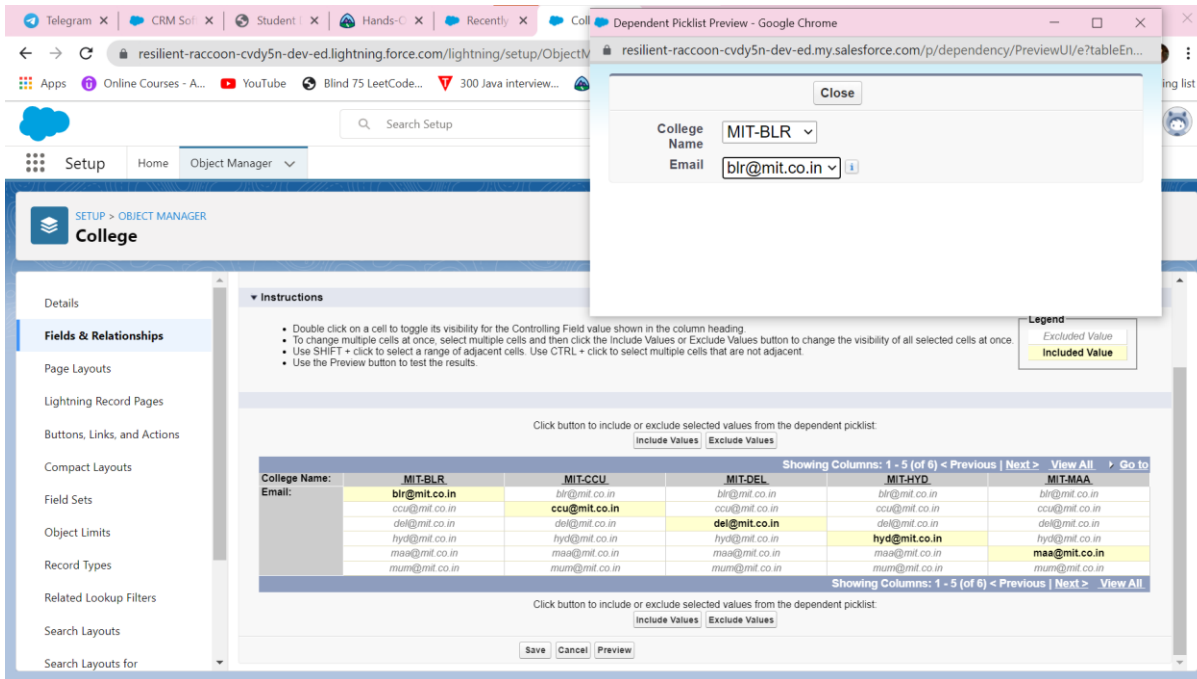 Telegram
CRM Sof
Student
Hands-O
Recently
Coll
Dependent Picklist Preview - Google Chrome
resilient-raccoon-cvdy5n-dev-ed.lightning.force.com/lightning/setup/ObjectM
resilient-raccoon-cvdy5n-dev-ed.my.salesforce.com/p/dependency/PreviewUI/e?tableEn...
Apps
Online Courses - A...
YouTube
Blind 75 LeetCode...
300 Java interview...
ing list
Close
College Name
MIT-BLR
Email
blr@mit.co.in
Search Setup
Setup
Home
Object Manager
SETUP > OBJECT MANAGER
College
Details
Fields & Relationships
Page Layouts
Lightning Record Pages
Buttons, Links, and Actions
Compact Layouts
Field Sets
Object Limits
Record Types
Related Lookup Filters
Search Layouts
Search Layouts for
Instructions
• Double click on a cell to toggle its visibility for the Controlling Field value shown in the column heading.
• To change multiple cells at once, select multiple cells and then click the Include Values or Exclude Values button to change the visibility of all selected cells at once.
• Use SHIFT + click to select a range of adjacent cells. Use CTRL + click to select multiple cells that are not adjacent.
• Use the Preview button to test the results.
Legend
Excluded Value
Included Value
Click button to include or exclude selected values from the dependent picklist:
Include Values Exclude Values
Showing Columns: 1 - 5 (of 6) < Previous | Next > View All Go to
College Name: MIT-BLR MIT-CCU MIT-DEL MIT-HYD MIT-MAA
Email: blr@mit.co.in blr@mit.co.in blr@mit.co.in blr@mit.co.in blr@mit.co.in
ccu@mit.co.in ccu@mit.co.in ccu@mit.co.in ccu@mit.co.in ccu@mit.co.in
del@mit.co.in del@mit.co.in del@mit.co.in del@mit.co.in del@mit.co.in
hyd@mit.co.in hyd@mit.co.in hyd@mit.co.in hyd@mit.co.in hyd@mit.co.in
maa@mit.co.in maa@mit.co.in maa@mit.co.in maa@mit.co.in maa@mit.co.in
mum@mit.co.in mum@mit.co.in mum@mit.co.in mum@mit.co.in mum@mit.co.in
Showing Columns: 1 - 5 (of 6) < Previous | Next > View All
Click button to include or exclude selected values from the dependent picklist:
Include Values Exclude Values
Save Cancel Preview